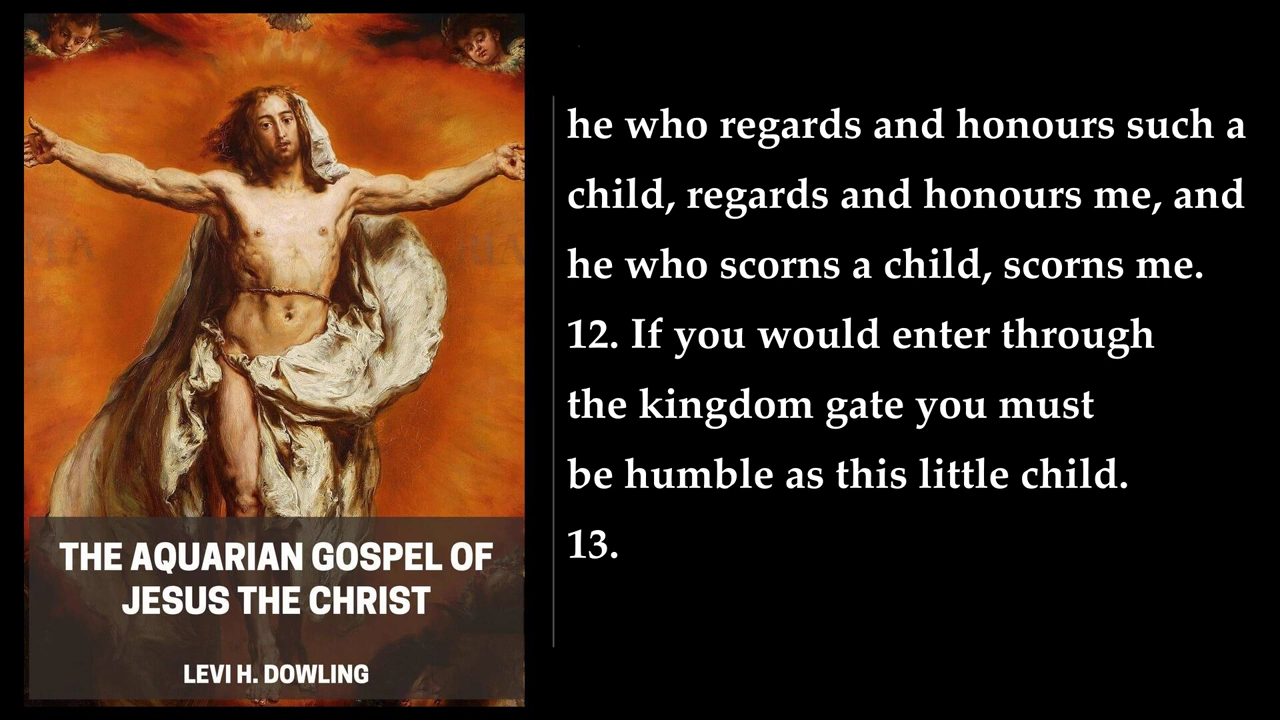 THE AQUARIAN GOSPEL OF
JESUS THE CHRIST
LEVI H. DOWLING
he who regards and honours such a
child, regards and honours me, and
he who scorns a child, scorns me.
12. If you would enter through
the kingdom gate you must
be humble as this little child.
13.